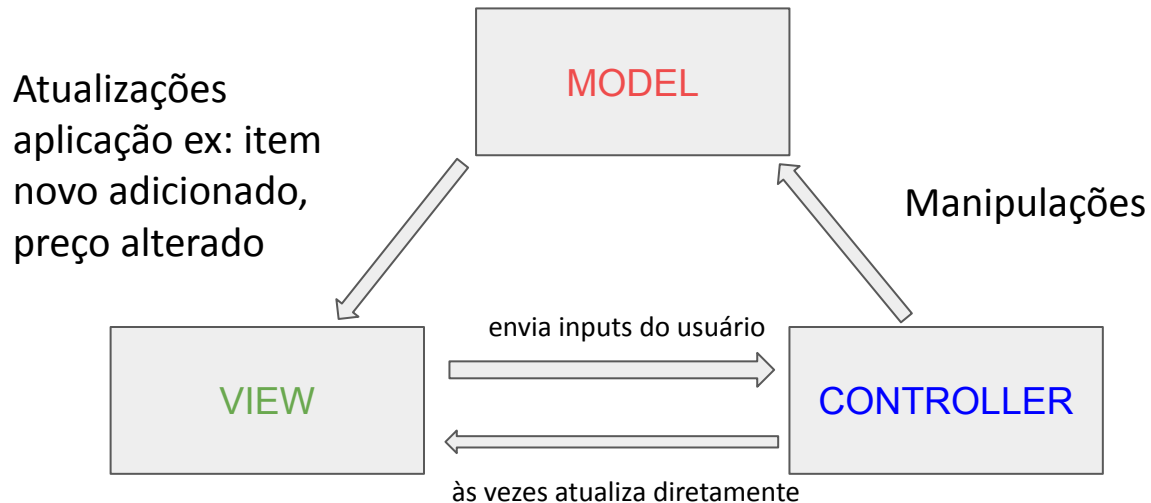 MODEL
Atualizações
aplicação ex: item
novo adicionado,
preço alterado
Manipulações
envia inputs do usuário
VIEW
CONTROLLER
às vezes atualiza diretamente